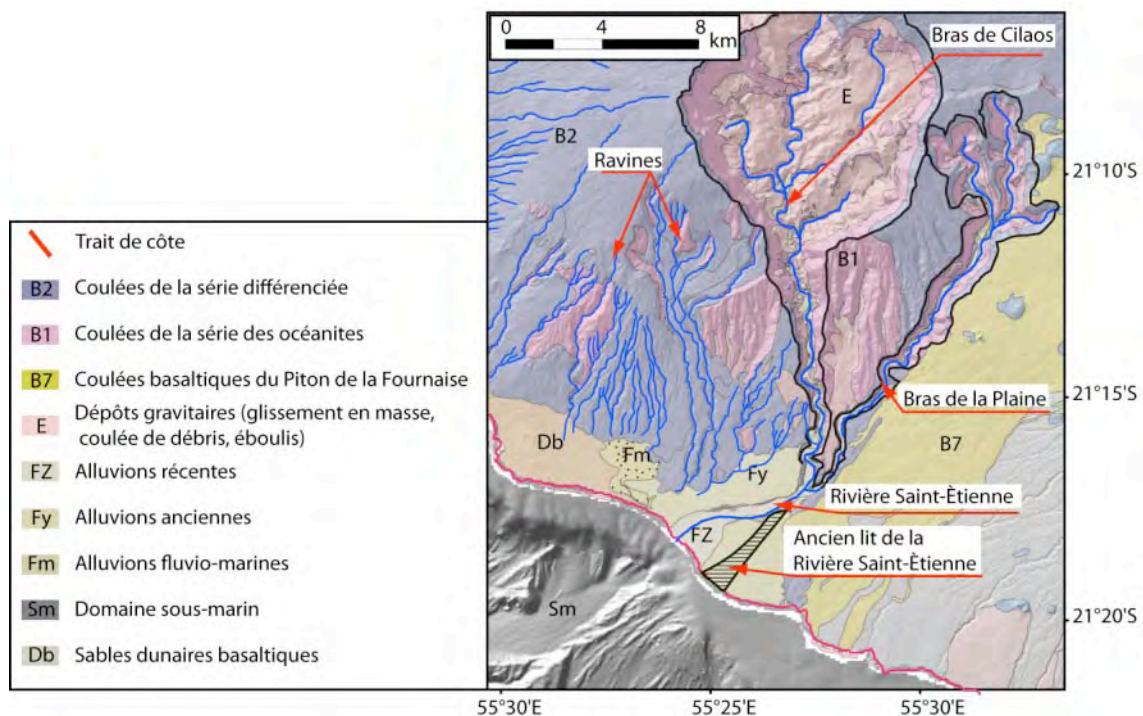 0 4 8
km
Bras de Cilaos
E
B2
Ravines
21°10'S
B1
Bras de la Plaine
21°15'S
B7
Db
Fm
Fy
Rivière Saint-Ètienne
FZ
Ancien lit de la
Rivière Saint-Ètienne
Sm
21°20'S
55°30'E 55°25'E 55°30'E
Trait de côte
B2 Coulées de la série différenciée
B1 Coulées de la série des océanites
B7 Coulées basaltiques du Piton de la Fournaise
E Dépôts gravitaires (glissement en masse,
coulée de débris, éboulis)
FZ Alluvions récentes
Fy Alluvions anciennes
Fm Alluvions fluvio-marines
Sm Domaine sous-marin
Db Sables dunaires basaltiques